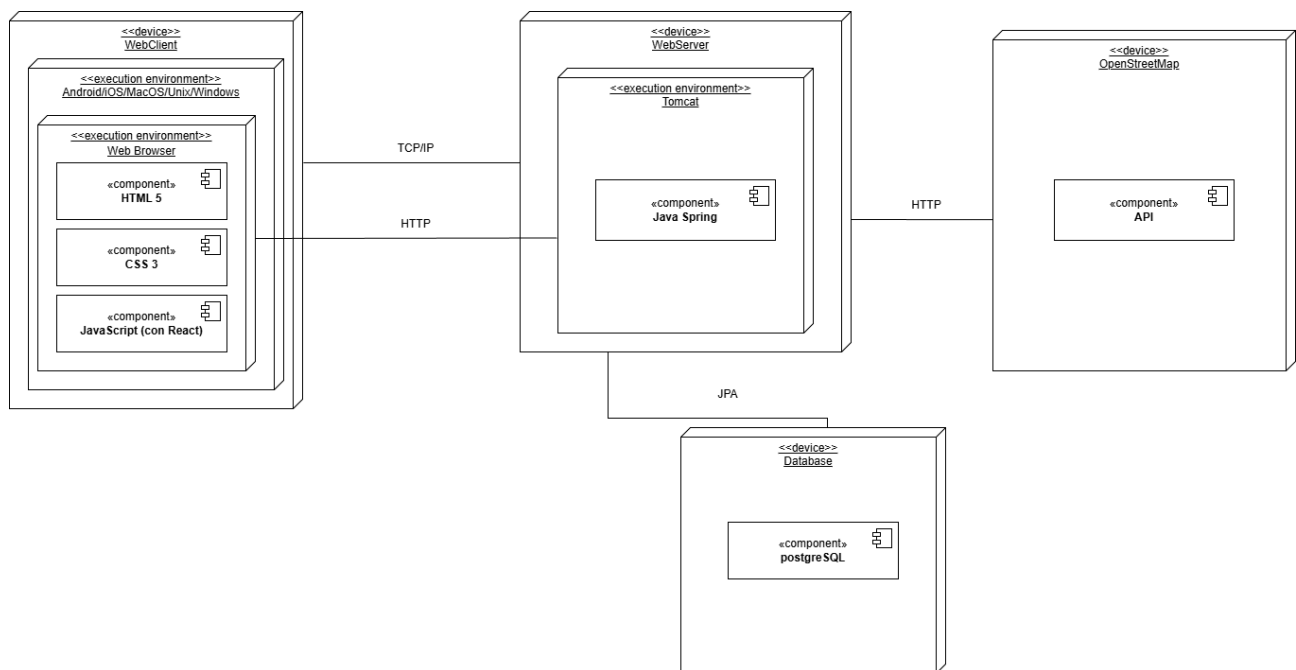 <<device>>
WebClient
<<execution environment>>
Android/iOS/MacOS/Unix/Windows
<<execution environment>>
Web Browser
«component»
HTML 5
«component»
CSS 3
«component»
JavaScript (con React)
TCP/IP
HTTP
<<device>>
WebServer
<<execution environment>>
Tomcat
«component»
Java Spring
HTTP
<<device>>
OpenStreetMap
«component»
API
JPA
<<device>>
Database
«component»
postgreSQL